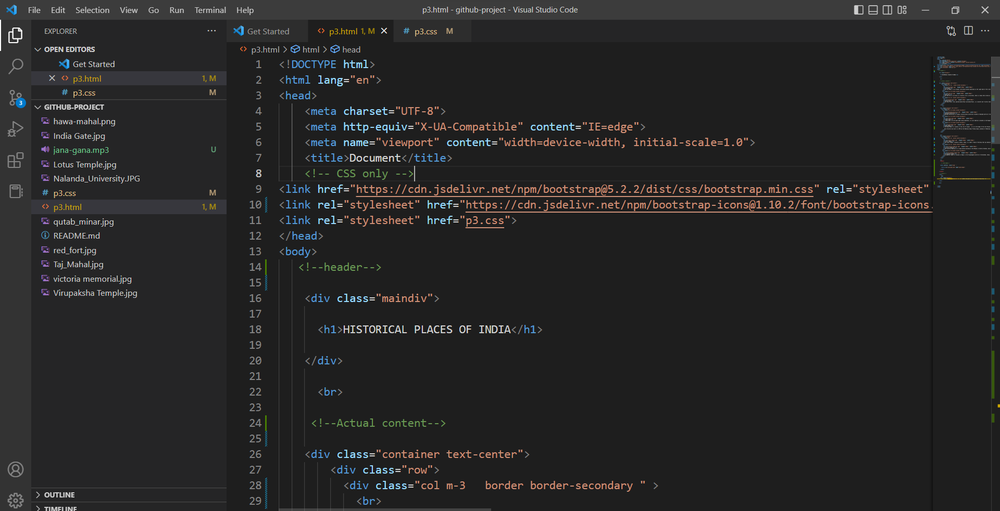 File Edit Selection View Go Run Terminal Help p3.html - github-project - Visual Studio Code
EXPLORER ···
OPEN EDITORS
Get Started
p3.html 1, M
p3.css M
GITHUB-PROJECT
hawa-mahal.png
India Gate.jpg
jana-gana.mp3 U
Lotus Temple.jpg
Nalanda_University.JPG
p3.css M
p3.html 1, M
qutab_minar.jpg
README.md
red_fort.jpg
Taj_Mahal.jpg
victoria memorial.jpg
Virupaksha Temple.jpg
OUTLINE
TIMELINE
3
Get Started p3.html 1, M p3.css M
p3.html > html > head
1 <!DOCTYPE html>
2 <html lang="en">
3 <head>
4 <meta charset="UTF-8">
5 <meta http-equiv="X-UA-Compatible" content="IE=edge">
6 <meta name="viewport" content="width=device-width, initial-scale=1.0">
7 <title>Document</title>
8 <!-- CSS only -->
9 <link href="https://cdn.jsdelivr.net/npm/bootstrap@5.2.2/dist/css/bootstrap.min.css" rel="stylesheet"
10 <link rel="stylesheet" href="https://cdn.jsdelivr.net/npm/bootstrap-icons@1.10.2/font/bootstrap-icons.
11 <link rel="stylesheet" href="p3.css">
12 </head>
13 <body>
14 <!--header-->
15
16 <div class="maindiv">
17
18 <h1>HISTORICAL PLACES OF INDIA</h1>
19
20 </div>
21
22 <br>
23
24 <!--Actual content-->
25
26 <div class="container text-center">
27 <div class="row">
28 <div class="col m-3   border border-secondary " >
29 <br>